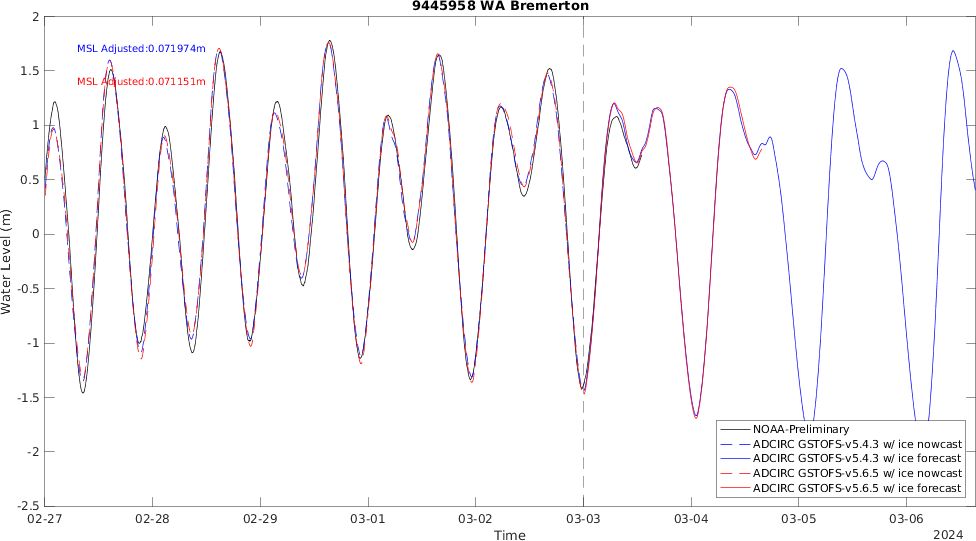 9445958 WA Bremerton
MSL Adjusted:0.071974m
MSL Adjusted:0.071151m
Water Level (m)
2
1.5
1
0.5
0
-0.5
-1
-1.5
-2
-2.5
NOAA-Preliminary
ADCIRC GSTOFS-v5.4.3 w/ ice nowcast
ADCIRC GSTOFS-v5.4.3 w/ ice forecast
ADCIRC GSTOFS-v5.6.5 w/ ice nowcast
ADCIRC GSTOFS-v5.6.5 w/ ice forecast
02-27 02-28 02-29 03-01 03-02 03-03 03-04 03-05 03-06
Time
2024